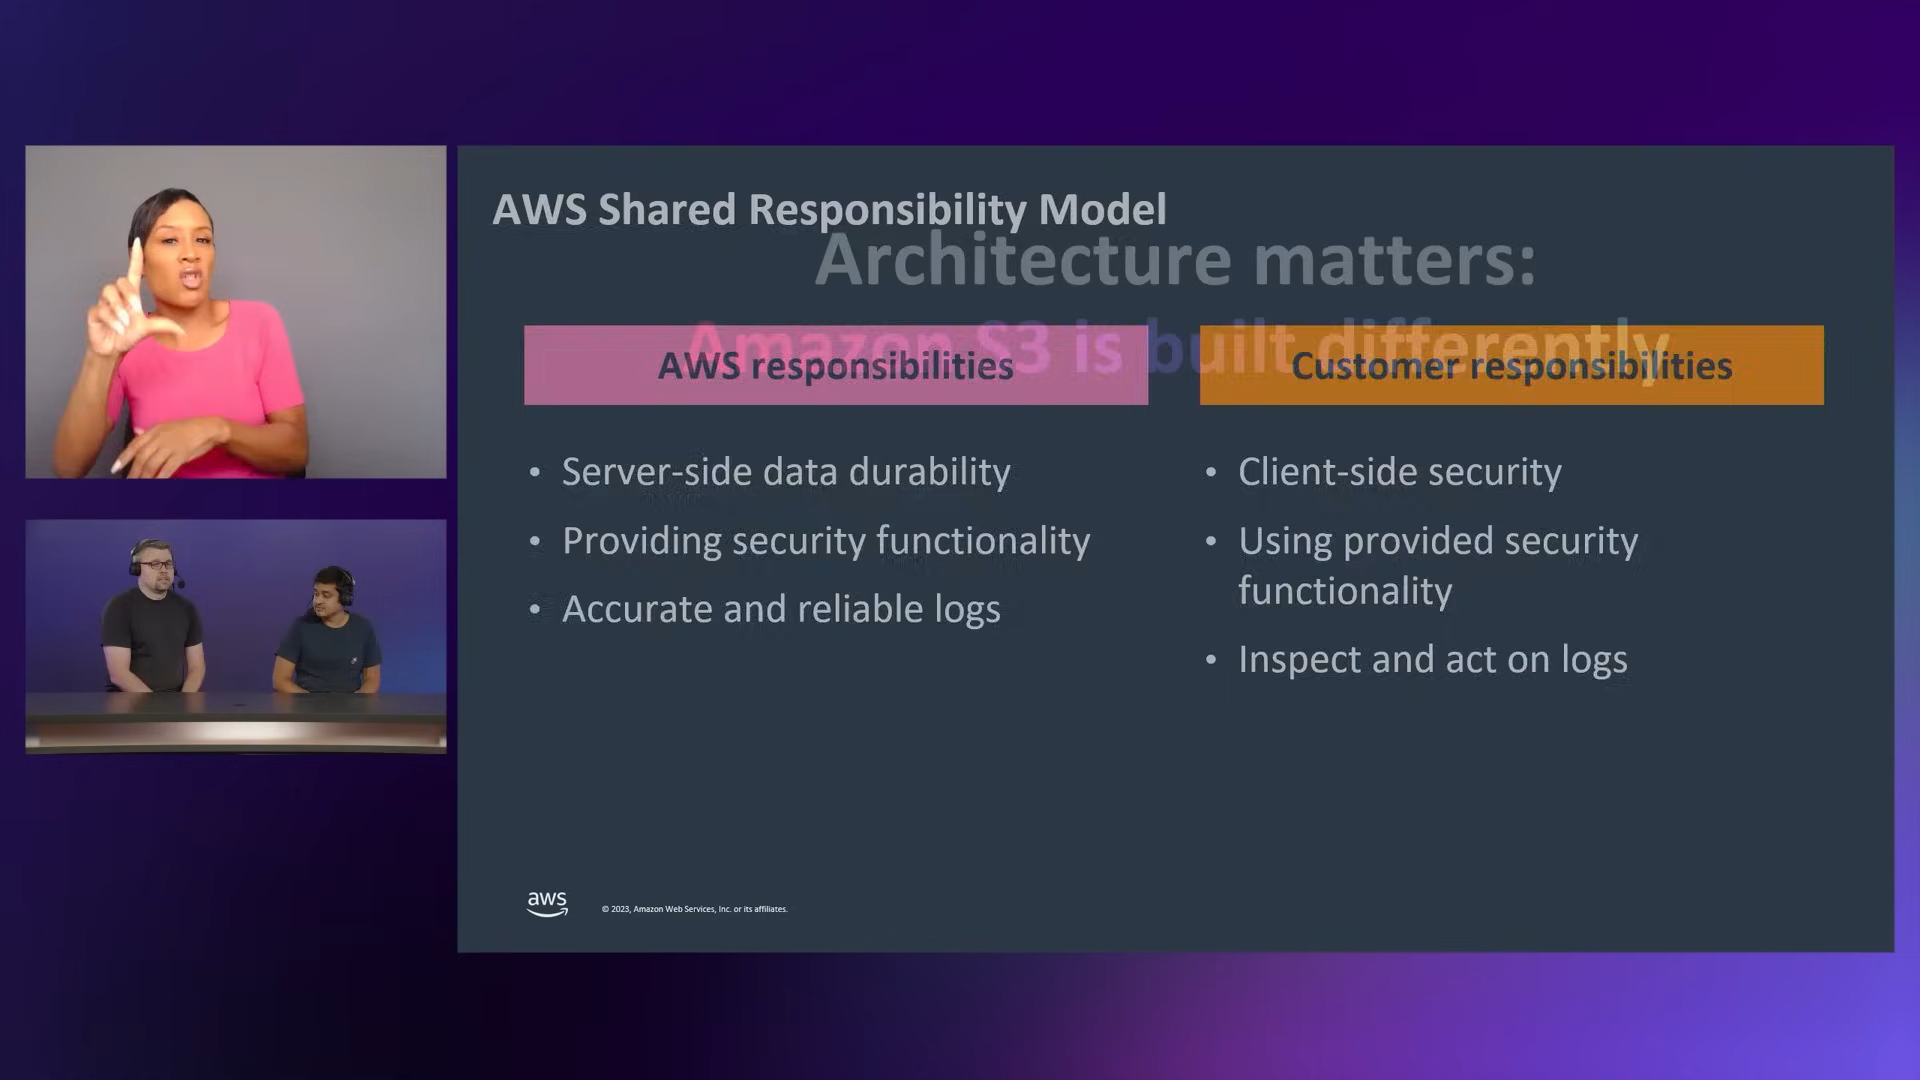 AWS Shared Responsibility Model
Architecture matters:
Amazon S3 is built differently
AWS responsibilities
Customer responsibilities
• Server-side data durability
• Providing security functionality
• Accurate and reliable logs
• Client-side security
• Using provided security
functionality
• Inspect and act on logs
aws
© 2023, Amazon Web Services, Inc. or its affiliates.